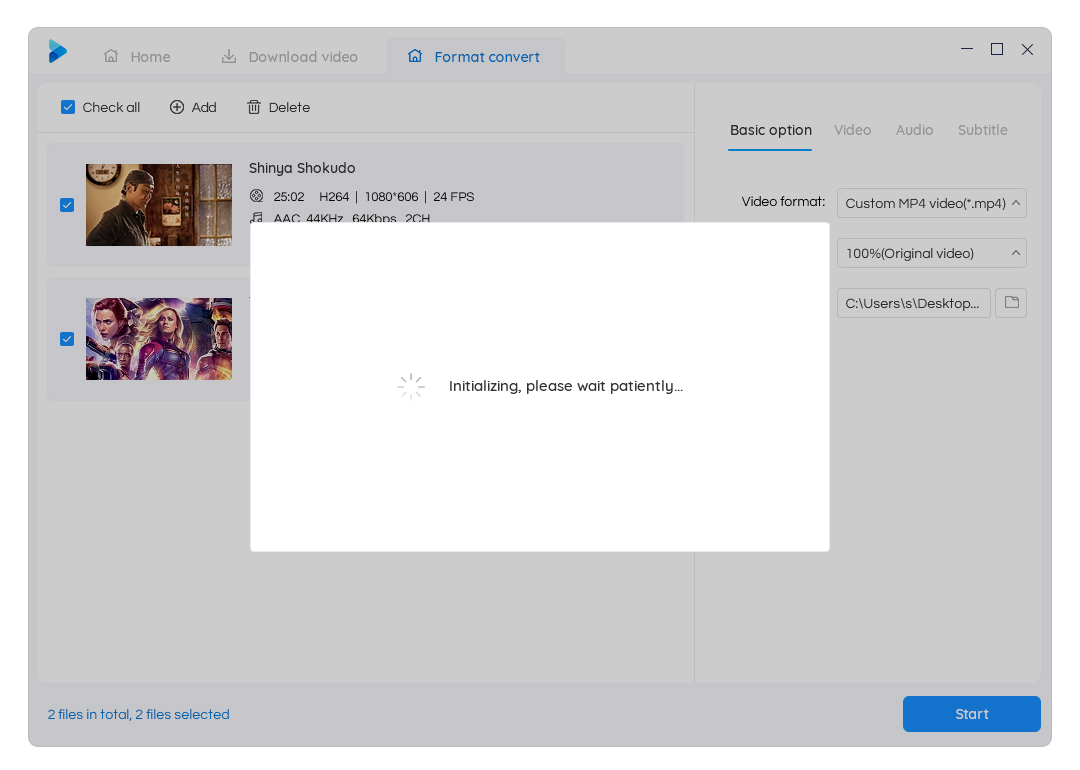 Home
Download video
Format convert
Check all
Add
Delete
Basic option
Video
Audio
Subtitle
Shinya Shokudo
25:02 H264 | 1080*606 | 24 FPS
AAC 44KHz 64Kbps 2CH
Video format:
Custom MP4 video(*.mp4)
100%(Original video)
C:\Users\s\Desktop...
Initializing, please wait patiently...
2 files in total, 2 files selected
Start